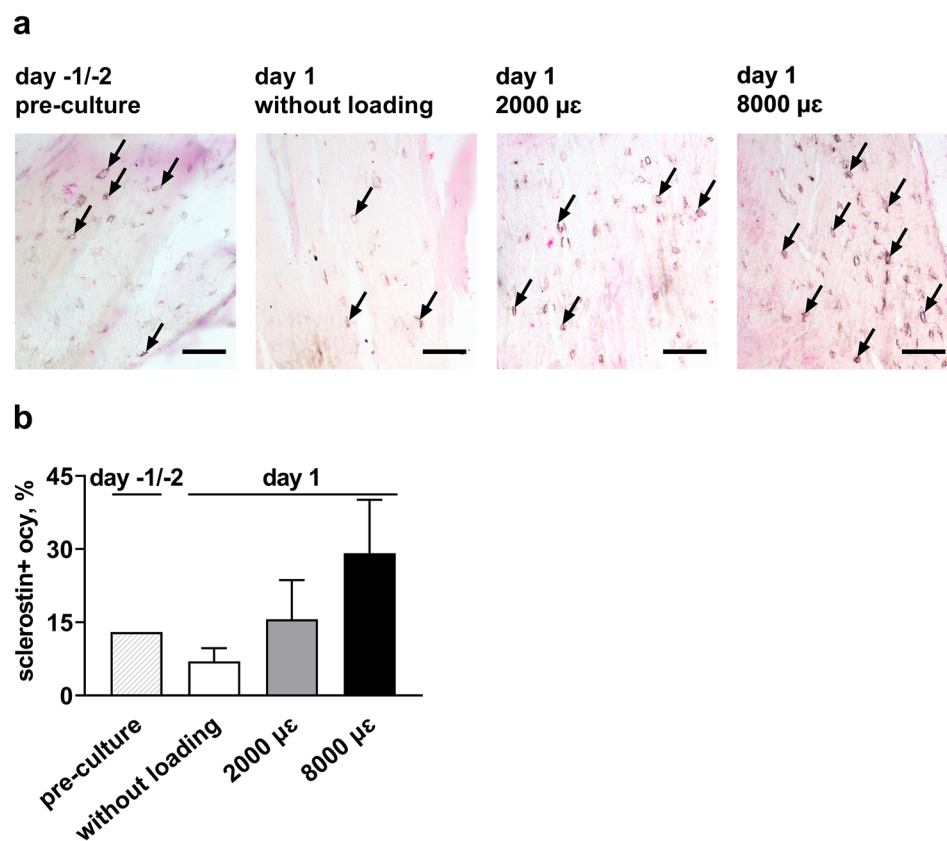 a
day -1/-2
pre-culture
day 1
without loading
day 1
2000 µε
day 1
8000 µε
b
sclerostin+ ocy, %
45
30
15
0
day -1/-2
day 1
pre-culture
without loading
2000 µε
8000 µε